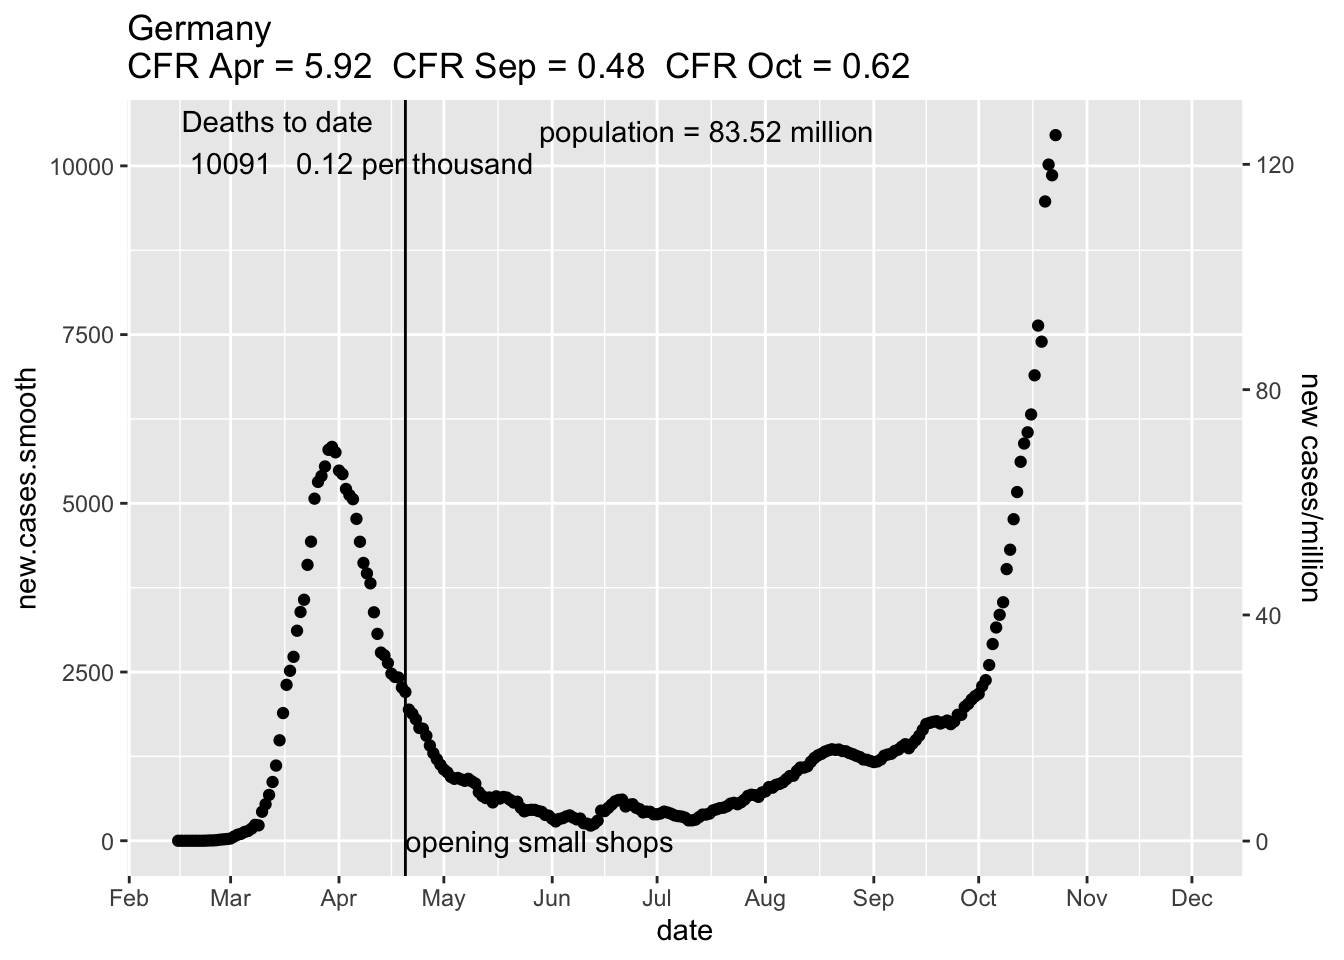 Germany
CFR Apr = 5.92  CFR Sep = 0.48  CFR Oct = 0.62
Deaths to date
population = 83.52 million
10091   0.12 per thousand
10000
120
7500
80
5000
40
2500
0
0
new.cases.smooth
new cases/million
opening small shops
Feb Mar Apr May Jun Jul Aug Sep Oct Nov Dec
date